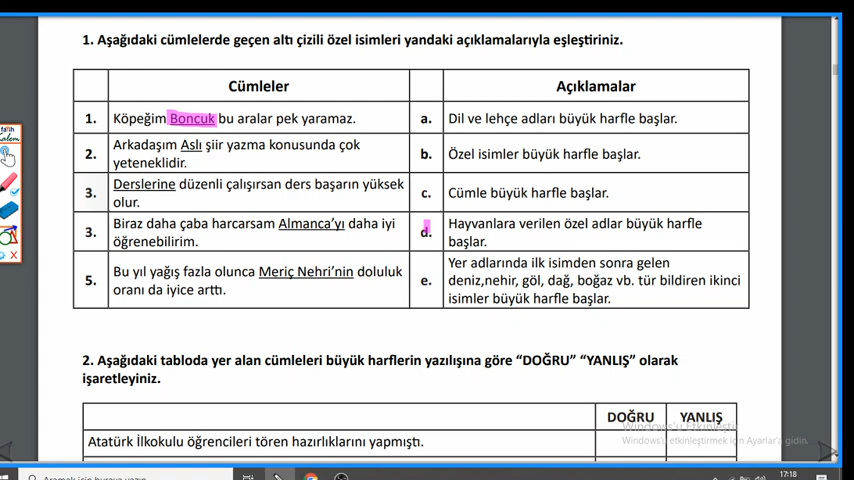 1. Aşağıdaki cümlelerde geçen altı çizili özel isimleri yandaki açıklamalarıyla eşleştiriniz.
Cümleler
Açıklamalar
1. Köpeğim Boncuk bu aralar pek yaramaz.
a. Dil ve lehçe adları büyük harfle başlar.
2. Arkadaşım Aslı şiir yazma konusunda çok
yeteneklidir.
b. Özel isimler büyük harfle başlar.
3. Derslerine düzenli çalışırsan ders başarın yüksek
olur.
c. Cümle büyük harfle başlar.
3. Biraz daha çaba harcarsam Almanca'yı daha iyi
öğrenebilirim.
d. Hayvanlara verilen özel adlar büyük harfle
başlar.
5. Bu yıl yağış fazla olunca Meriç Nehri'nin doluluk
oranı da iyice arttı.
e. Yer adlarında ilk isimden sonra gelen
deniz,nehir, göl, dağ, boğaz vb. tür bildiren ikinci
isimler büyük harfle başlar.
2. Aşağıdaki tabloda yer alan cümleleri büyük harflerin yazılışına göre “DOĞRU” “YANLIŞ” olarak
işaretleyiniz.
DOĞRU YANLIŞ
Atatürk İlkokulu öğrencileri tören hazırlıklarını yapmıştı.
Windows'u Etkinleştir
Windows'u etkinleştirmek için Ayarlar'a gidin.
fatih
Kalem
Aramak için buraya yazın
17:18